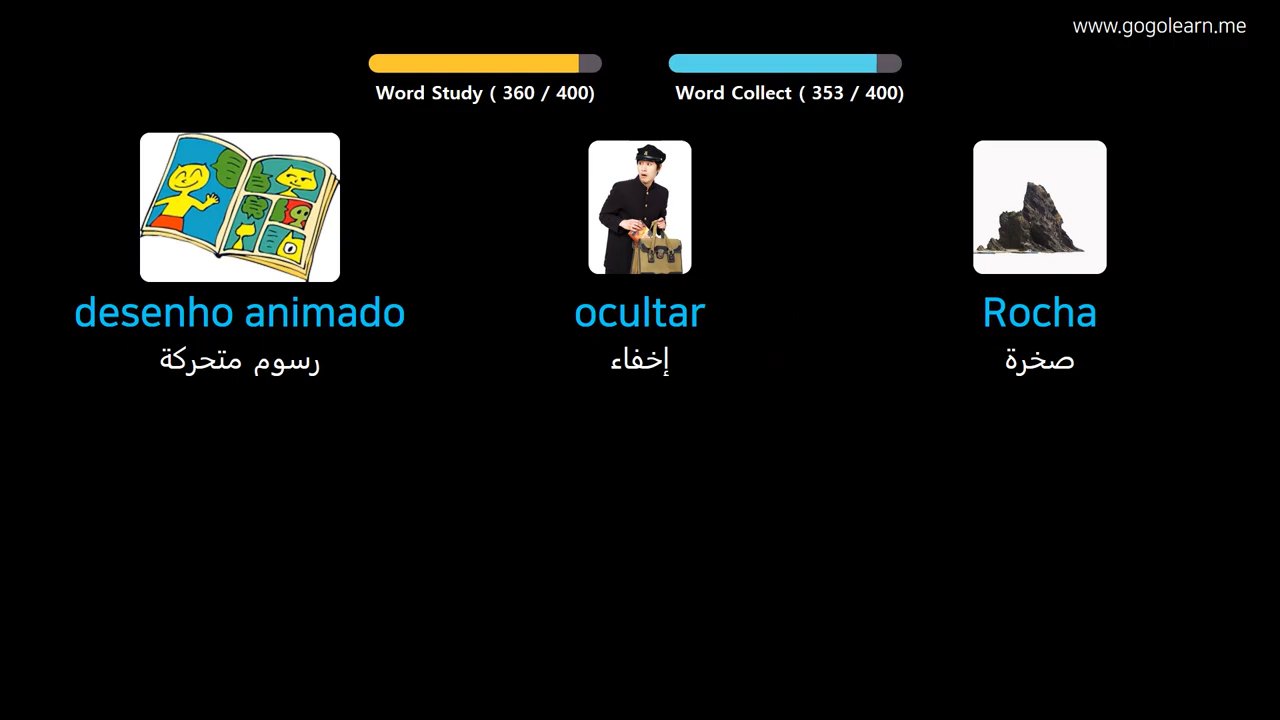 www.gogolearn.me
Word Study ( 360 / 400)
Word Collect ( 353 / 400)
desenho animado
رسوم متحركة
ocultar
إخفاء
Rocha
صخرة